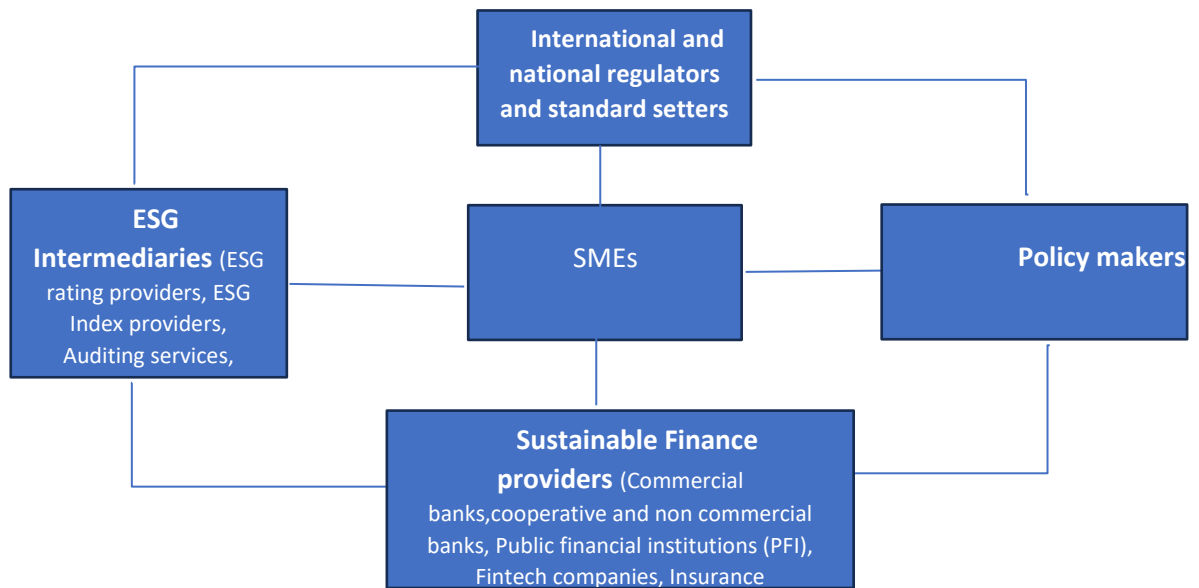 International and
national regulators
and standard setters
ESG
Intermediaries (ESG
rating providers, ESG
Index providers,
Auditing services,
SMEs
Policy makers
Sustainable Finance
providers (Commercial
banks,cooperative and non commercial
banks, Public financial institutions (PFI),
Fintech companies, Insurance